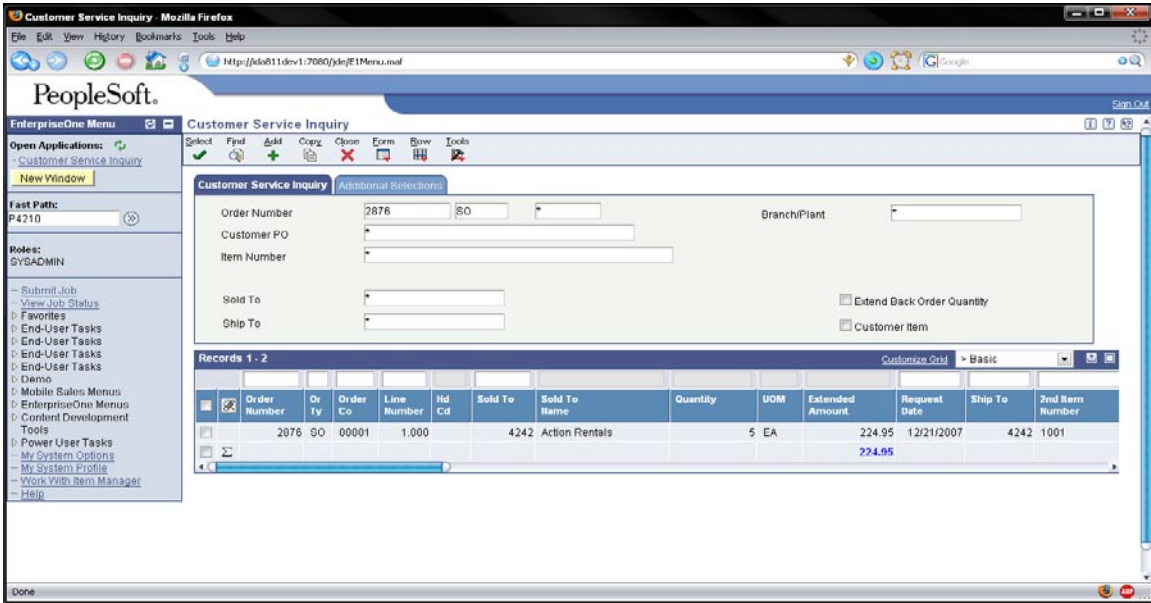 Customer Service Inquiry - Mozilla Firefox
File Edit View History Bookmarks Tools Help
http://ida811dev1:7080/jde/E1Menu.maf
Google
PeopleSoft.
Sign Out
EnterpriseOne Menu
Customer Service Inquiry
Open Applications:
Customer Service Inquiry
New Window
Select Find Add Copy Close Form Row Tools
Fast Path:
P4210
Roles:
SYSADMIN
Submit Job
View Job Status
Favorites
End-User Tasks
End-User Tasks
End-User Tasks
End-User Tasks
Demo
Mobile Sales Menus
EnterpriseOne Menus
Content Development
Tools
Power User Tasks
My System Options
My System Profile
Work With Item Manager
Help
Customer Service Inquiry Additional Selections
Order Number 2876 SO * Branch/Plant *
Customer PO *
Item Number *
Sold To * Extend Back Order Quantity
Ship To * Customer Item
Records 1 - 2 Customize Grid > Basic
Order Number Or Ty Order Co Line Number Hd Cd Sold To Sold To Name Quantity UOM Extended Amount Request Date Ship To 2nd Item Number
2876 SO 00001 1.000 4242 Action Rentals 5 EA 224.95 12/21/2007 4242 1001
Σ 224.95
Done
ABP